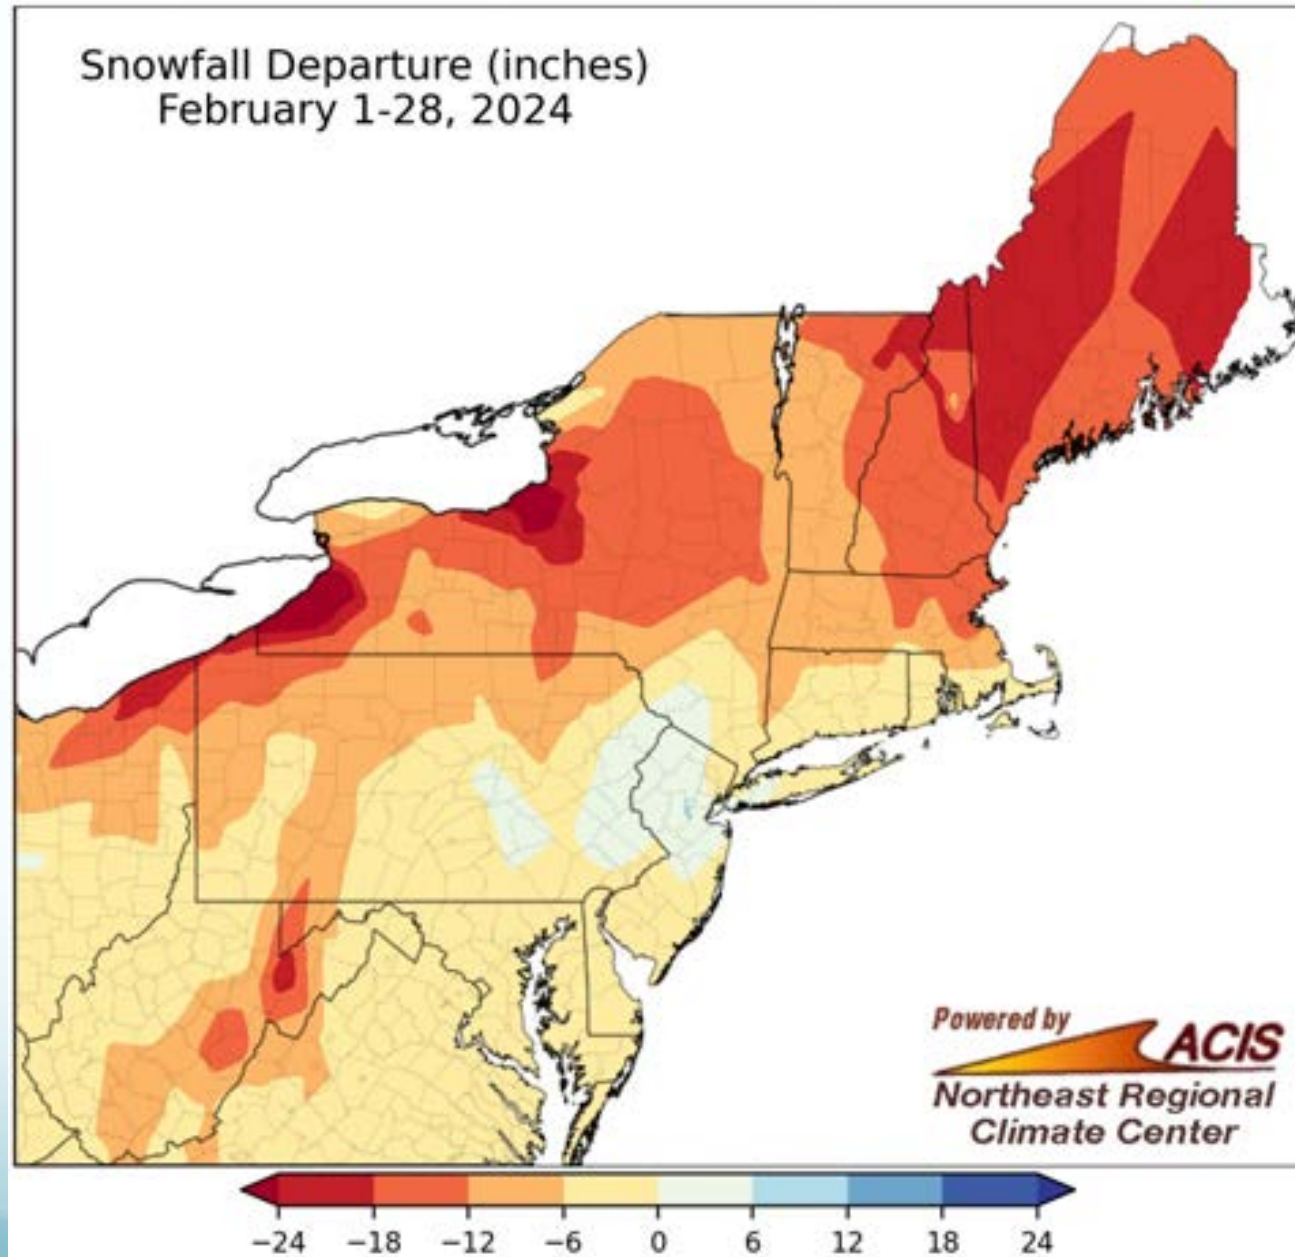 Snowfall Departure (inches)
February 1-28, 2024
Powered by
ACIS
Northeast Regional
Climate Center
−24 −18 −12 −6 0 6 12 18 24